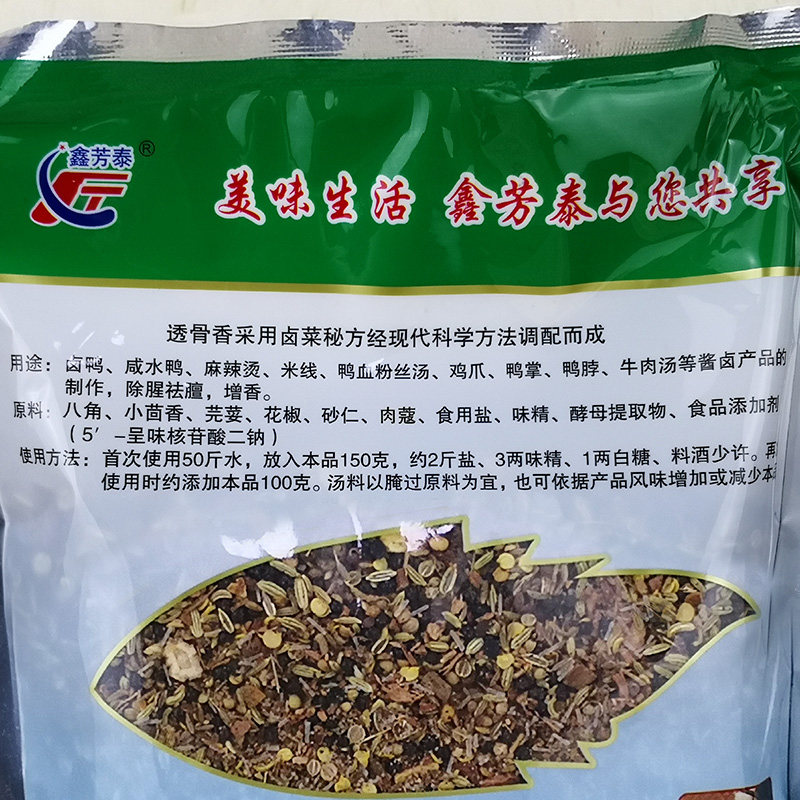 鑫芳泰®
美味生活 鑫芳泰与您共享
透骨香采用卤菜秘方经现代科学方法调配而成
用途：卤鸭、咸水鸭、麻辣烫、米线、鸭血粉丝汤、鸡爪、鸭掌、鸭脖、牛肉汤等酱卤产品的
制作，除腥祛膻，增香。
原料：八角、小茴香、芫荽、花椒、砂仁、肉蔻、食用盐、味精、酵母提取物、食品添加剂
（5′-呈味核苷酸二钠）
使用方法：首次使用50斤水，放入本品150克，约2斤盐、3两味精、1两白糖、料酒少许。再
使用时约添加本品100克。汤料以腌过原料为宜，也可依据产品风味增加或减少本